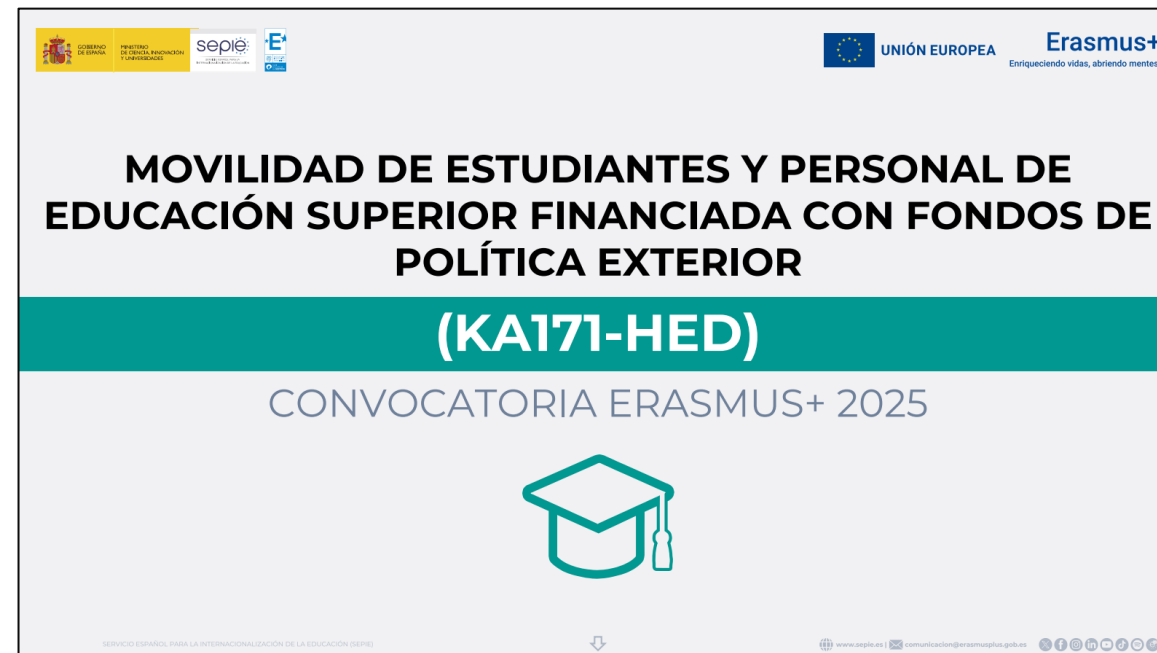 GOBIERNO
DE ESPAÑA
MINISTERIO
DE CIENCIA, INNOVACIÓN
Y UNIVERSIDADES
sepie
E
UNIÓN EUROPEA
Erasmus+
Enriqueciendo vidas, abriendo mentes
MOVILIDAD DE ESTUDIANTES Y PERSONAL DE
EDUCACIÓN SUPERIOR FINANCIADA CON FONDOS DE
POLÍTICA EXTERIOR
(KA171-HED)
CONVOCATORIA ERASMUS+ 2025
SERVICIO ESPAÑOL PARA LA INTERNACIONALIZACIÓN DE LA EDUCACIÓN (SEPIE)
www.sepie.es | comunicacion@erasmusplus.gob.es